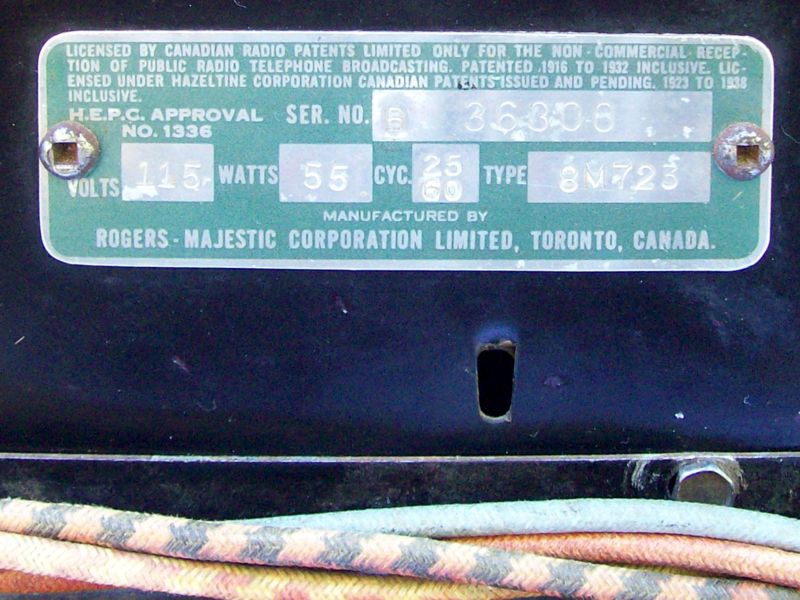 LICENSED BY CANADIAN RADIO PATENTS LIMITED ONLY FOR THE NON-COMMERCIAL RECEP-
TION OF PUBLIC RADIO TELEPHONE BROADCASTING. PATENTED 1916 TO 1932 INCLUSIVE. LIC-
ENSED UNDER HAZELTINE CORPORATION CANADIAN PATENTS ISSUED AND PENDING. 1923 TO 1938
INCLUSIVE.
H.E.P.C. APPROVAL SER. NO. B 36308
NO. 1336
VOLTS 115 WATTS 55 CYC. 25 60 TYPE 8M723
MANUFACTURED BY
ROGERS-MAJESTIC CORPORATION LIMITED, TORONTO, CANADA.